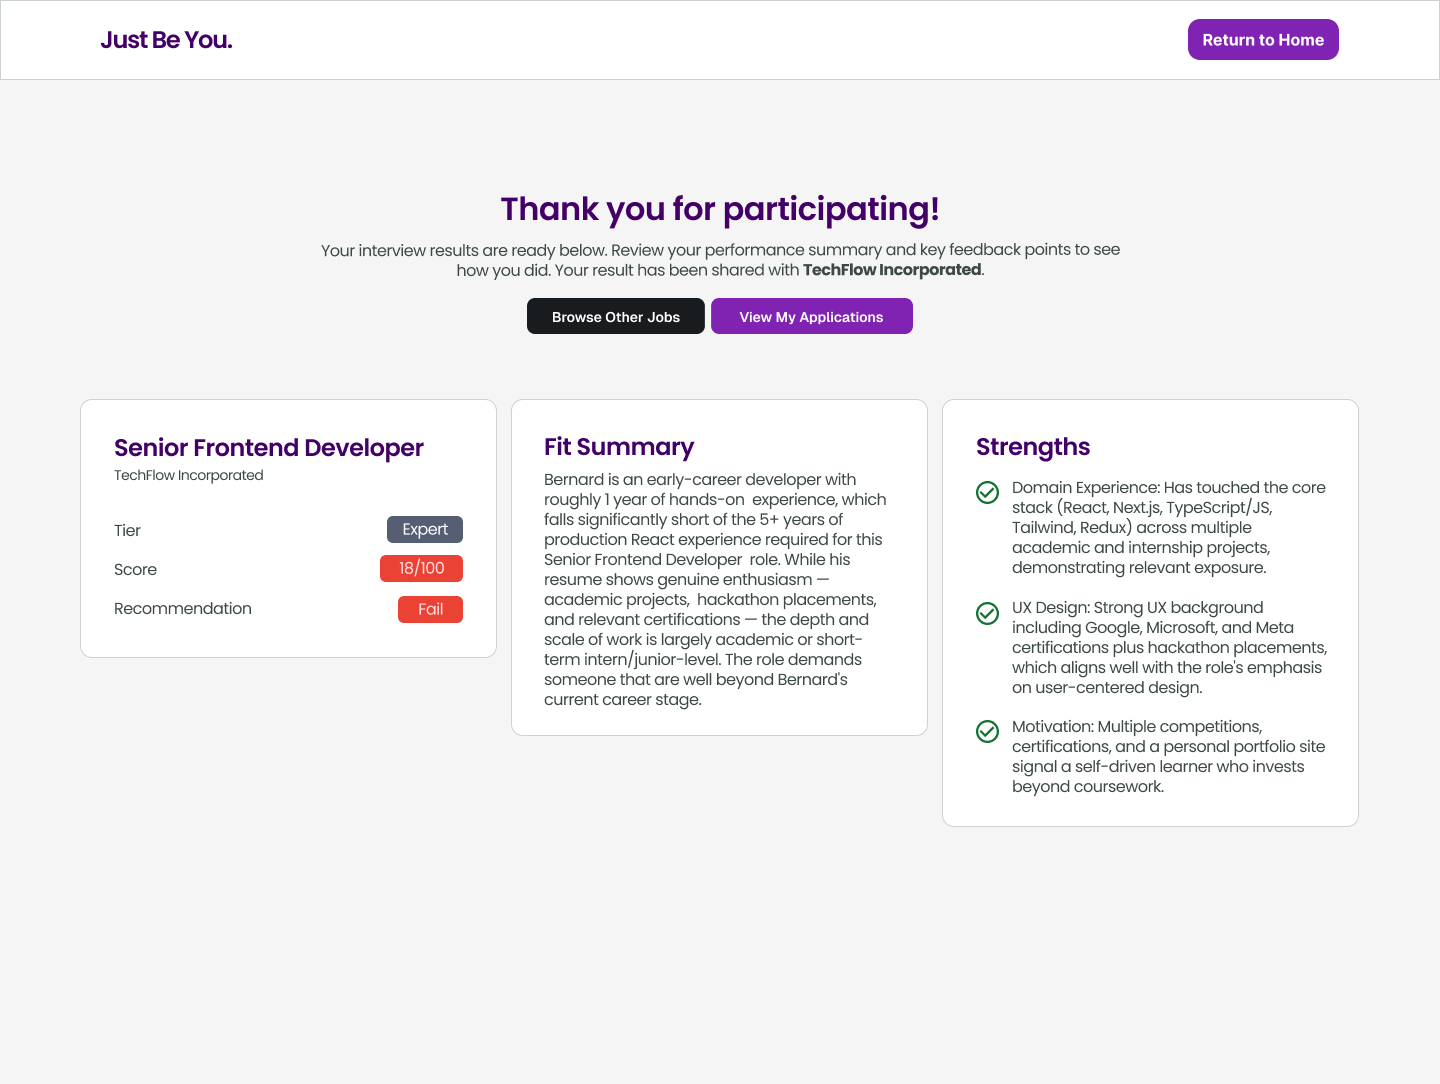 Just Be You.
Return to Home
Thank you for participating!
Your interview results are ready below. Review your performance summary and key feedback points to see
how you did. Your result has been shared with TechFlow Incorporated.
Browse Other Jobs
View My Applications
Senior Frontend Developer
TechFlow Incorporated
Tier
Expert
Score
18/100
Recommendation
Fail
Fit Summary
Bernard is an early-career developer with
roughly 1 year of hands-on  experience, which
falls significantly short of the 5+ years of
production React experience required for this
Senior Frontend Developer  role. While his
resume shows genuine enthusiasm —
academic projects,  hackathon placements,
and relevant certifications — the depth and
scale of work is largely academic or short-
term intern/junior-level. The role demands
someone that are well beyond Bernard's
current career stage.
Strengths
Domain Experience: Has touched the core
stack (React, Next.js, TypeScript/JS,
Tailwind, Redux) across multiple
academic and internship projects,
demonstrating relevant exposure.
UX Design: Strong UX background
including Google, Microsoft, and Meta
certifications plus hackathon placements,
which aligns well with the role's emphasis
on user-centered design.
Motivation: Multiple competitions,
certifications, and a personal portfolio site
signal a self-driven learner who invests
beyond coursework.